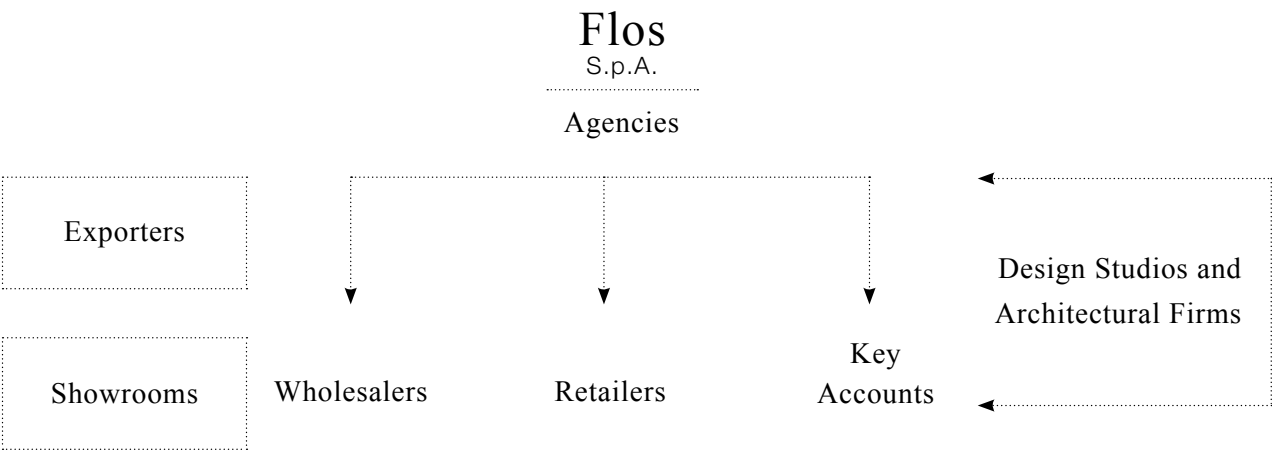 Flos
S.p.A.
Agencies
Exporters
Design Studios and
Architectural Firms
Showrooms
Wholesalers
Retailers
Key
Accounts